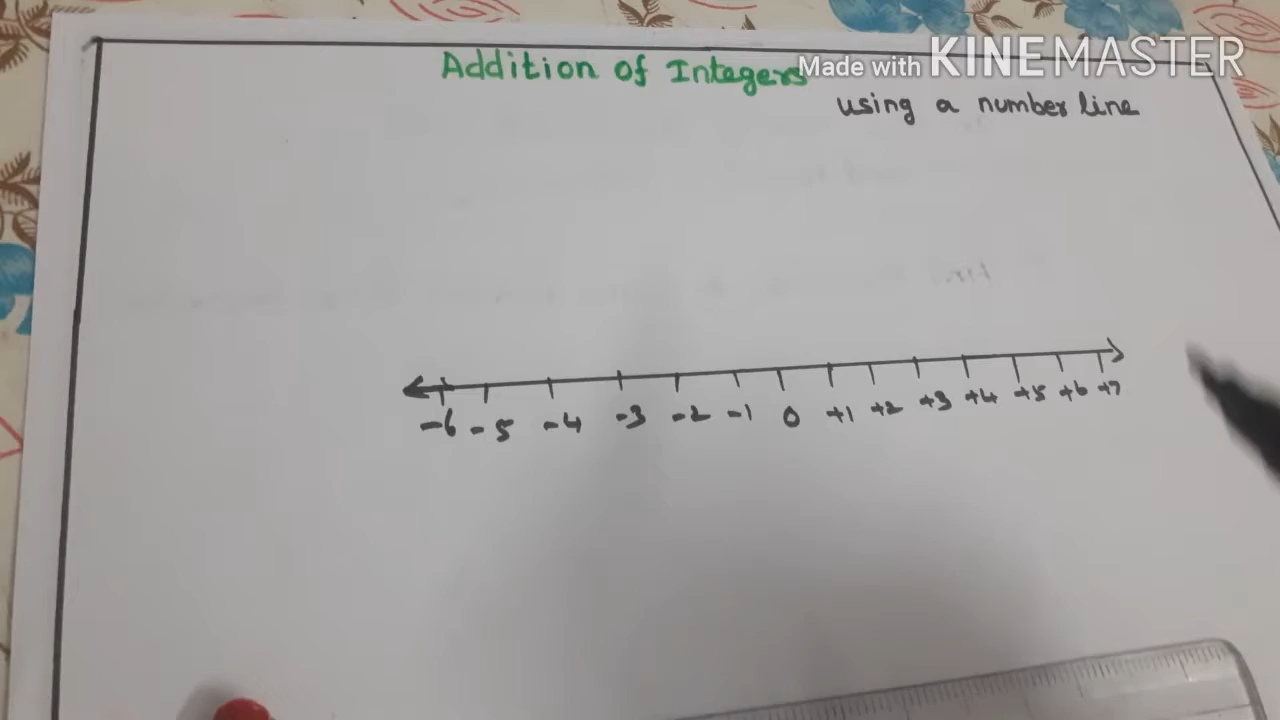 Addition of Integers
Made with KINEMASTER
using a number line
-6 -5 -4 -3 -2 -1 0 +1 +2 +3 +4 +5 +6 +7